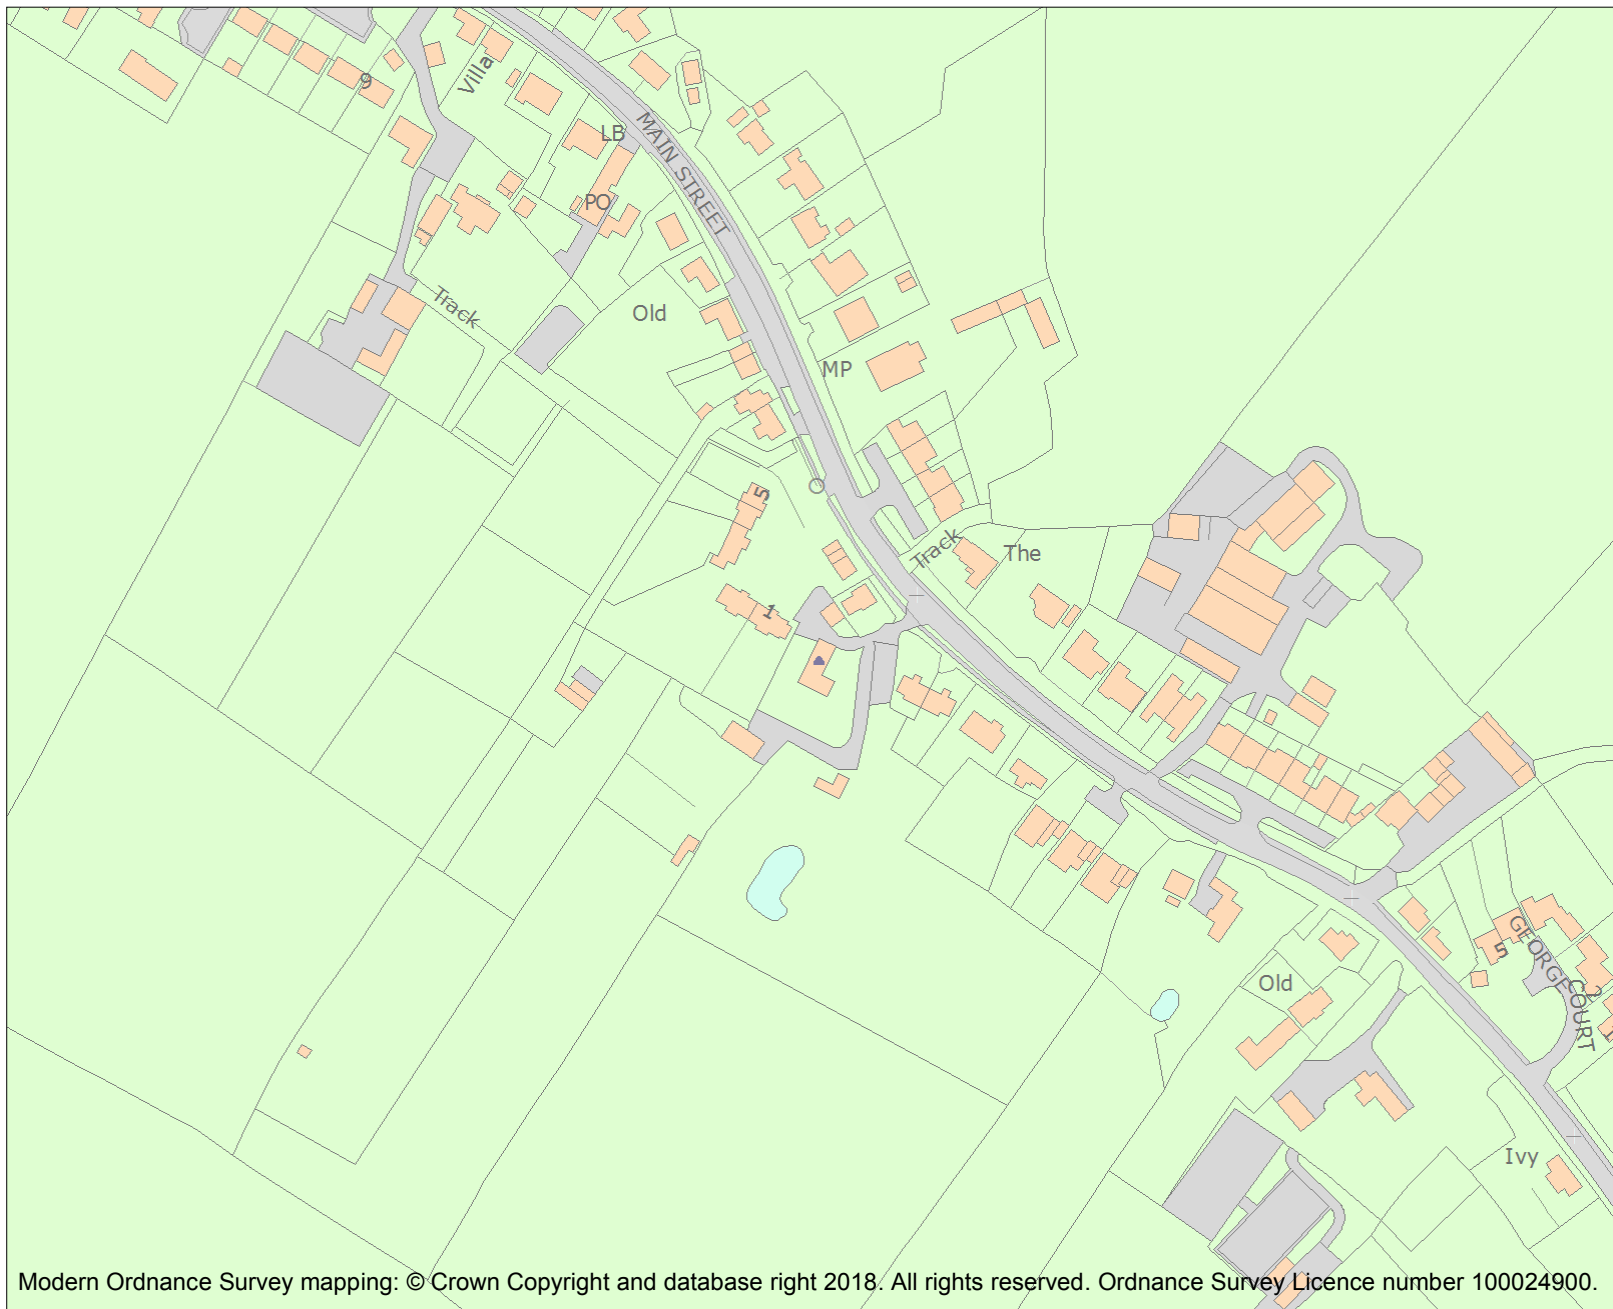 9
Villa
LB
MAIN STREET
PO
Track
Old
MP
5
Track
The
1
GEORGE COURT
5
2
Old
Ivy
Modern Ordnance Survey mapping: © Crown Copyright and database right 2018. All rights reserved. Ordnance Survey Licence number 100024900.